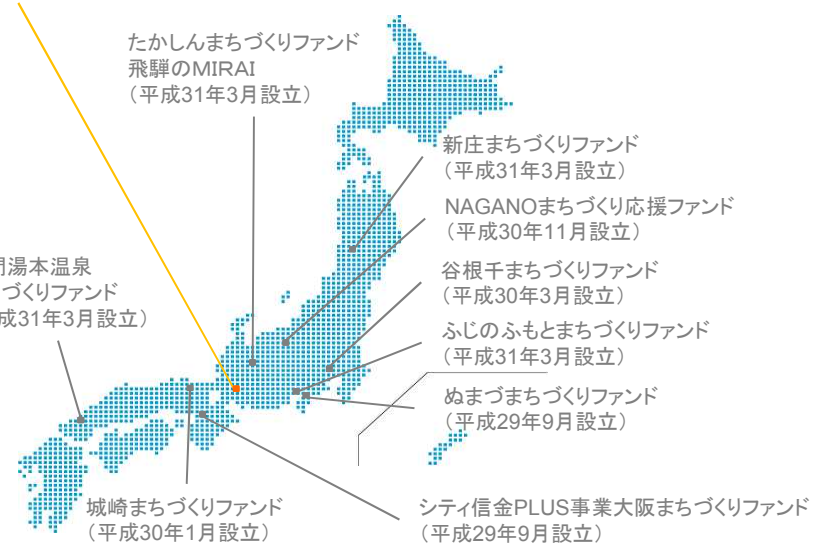 たかしんまちづくりファンド
飛騨のMIRAI
（平成31年3月設立）
新庄まちづくりファンド
（平成31年3月設立）
NAGANOまちづくり応援ファンド
（平成30年11月設立）
谷根千まちづくりファンド
（平成30年3月設立）
湯本温泉
づくりファンド
成31年3月設立）
ふじのふもとまちづくりファンド
（平成31年3月設立）
ぬまづまちづくりファンド
（平成29年9月設立）
城崎まちづくりファンド
（平成30年1月設立）
シティ信金PLUS事業大阪まちづくりファンド
（平成29年9月設立）